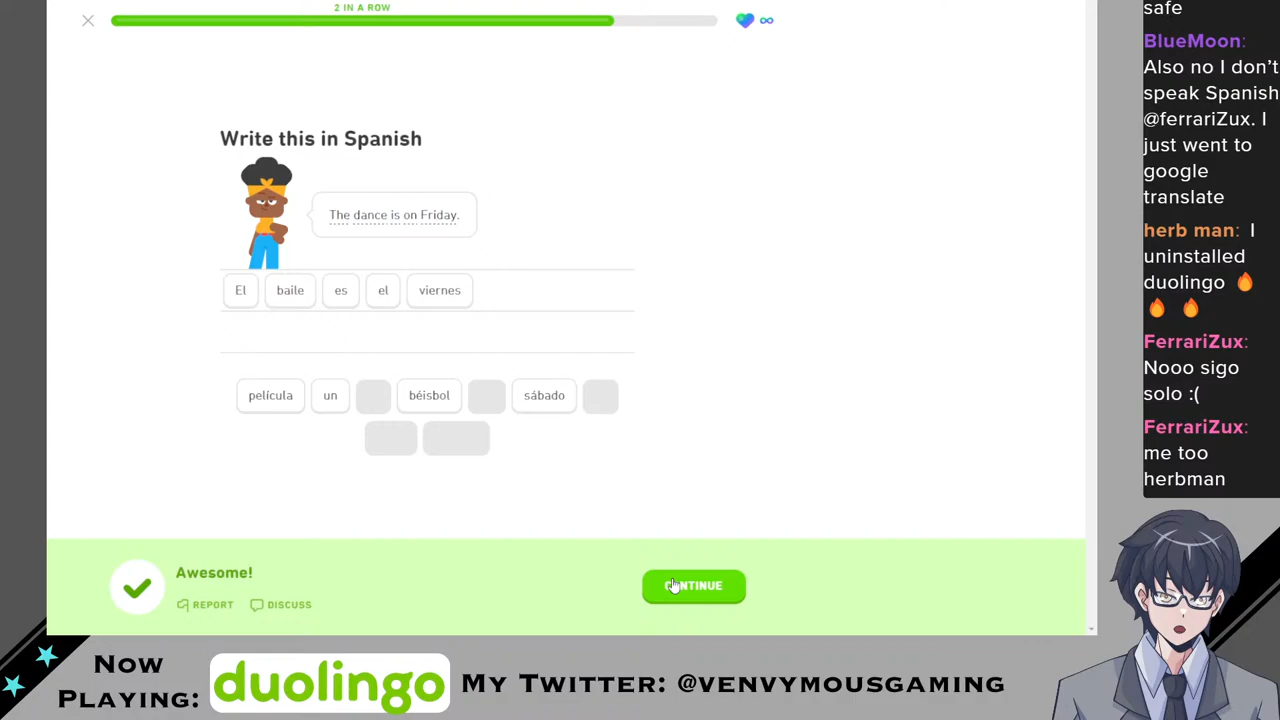 2 IN A ROW
∞
Write this in Spanish
The dance is on Friday.
El baile es el viernes
película un béisbol sábado
Awesome!
REPORT DISCUSS
CONTINUE
safe
BlueMoon:
Also no I don’t
speak Spanish
@ferrariZux. I
just went to
google
translate
herb man: I
uninstalled
duolingo 🔥
🔥 🔥
FerrariZux:
Nooo sigo
solo :(
FerrariZux:
me too
herbman
Now
Playing:
duolingo
My Twitter: @venvymousgaming